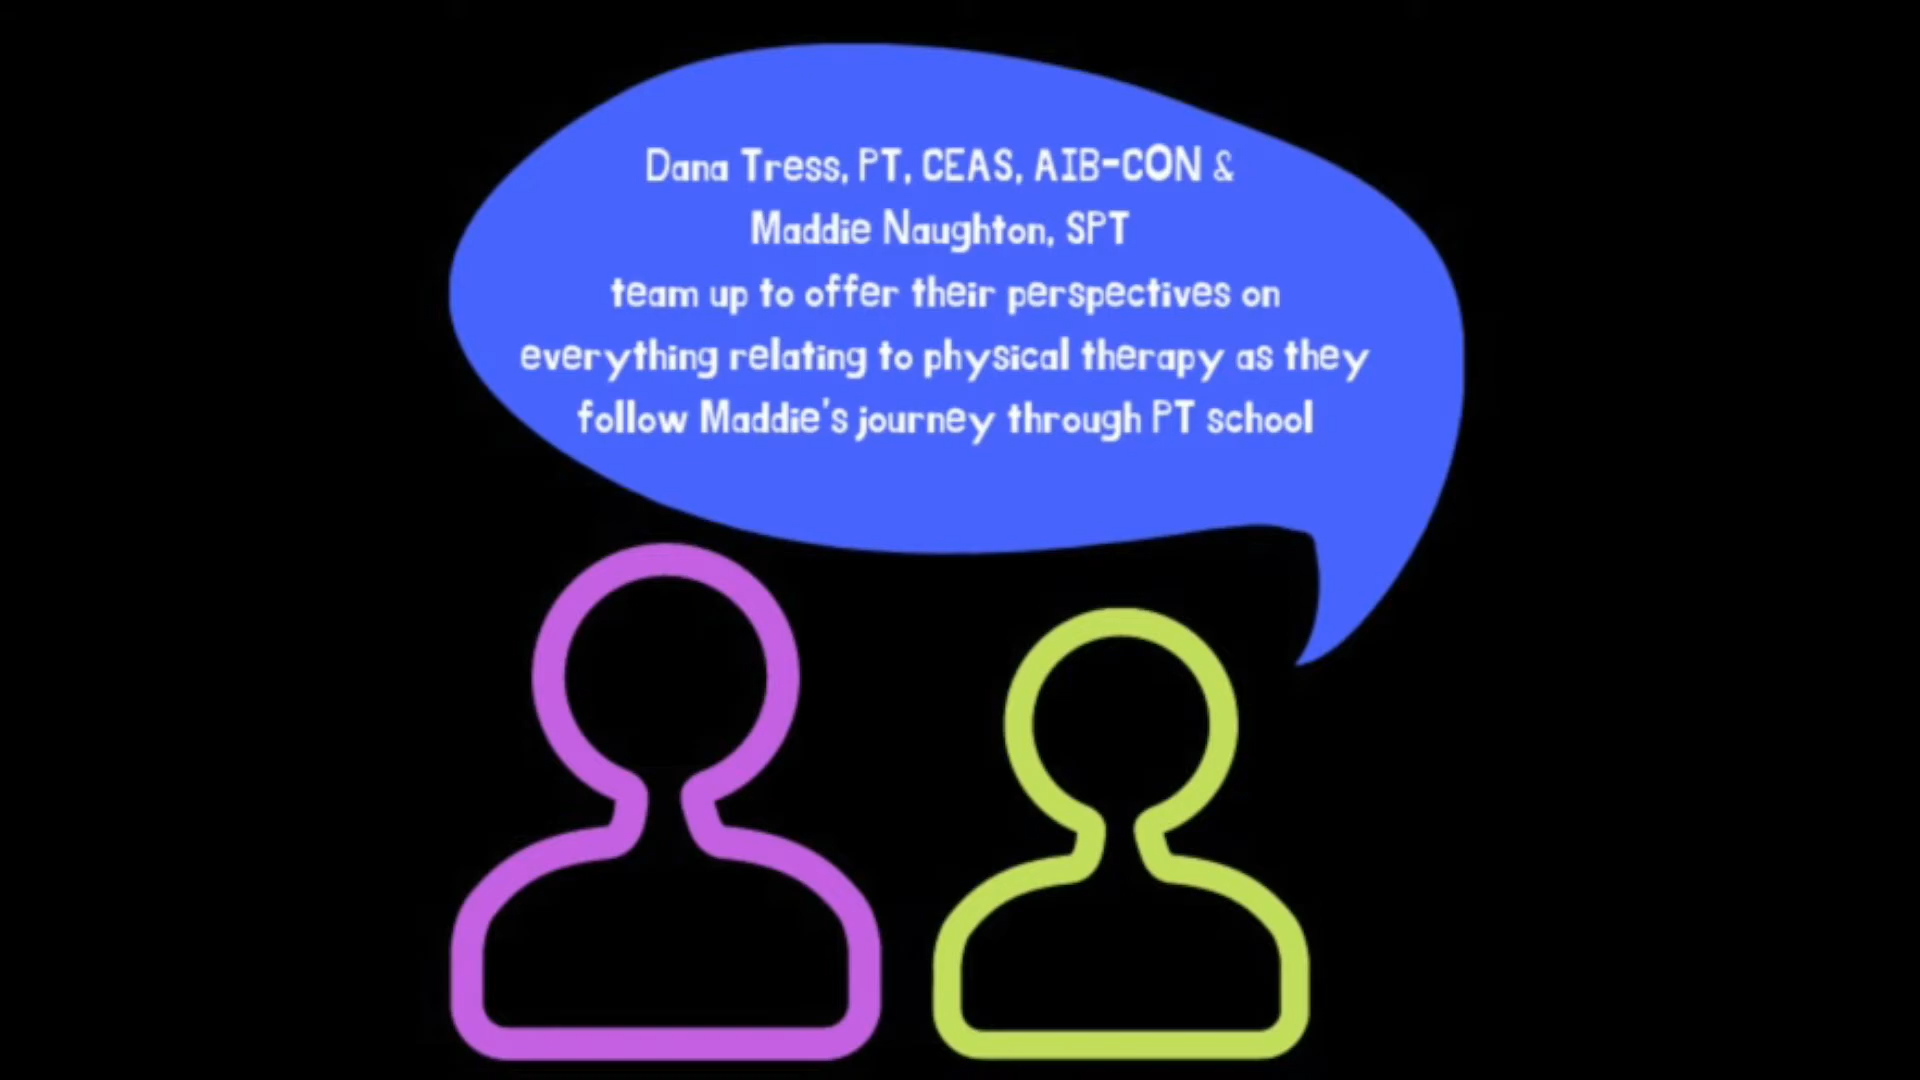 Dana Tress, PT, CEAS, AIB-CON &
Maddie Naughton, SPT
team up to offer their perspectives on
everything relating to physical therapy as they
follow Maddie's journey through PT school